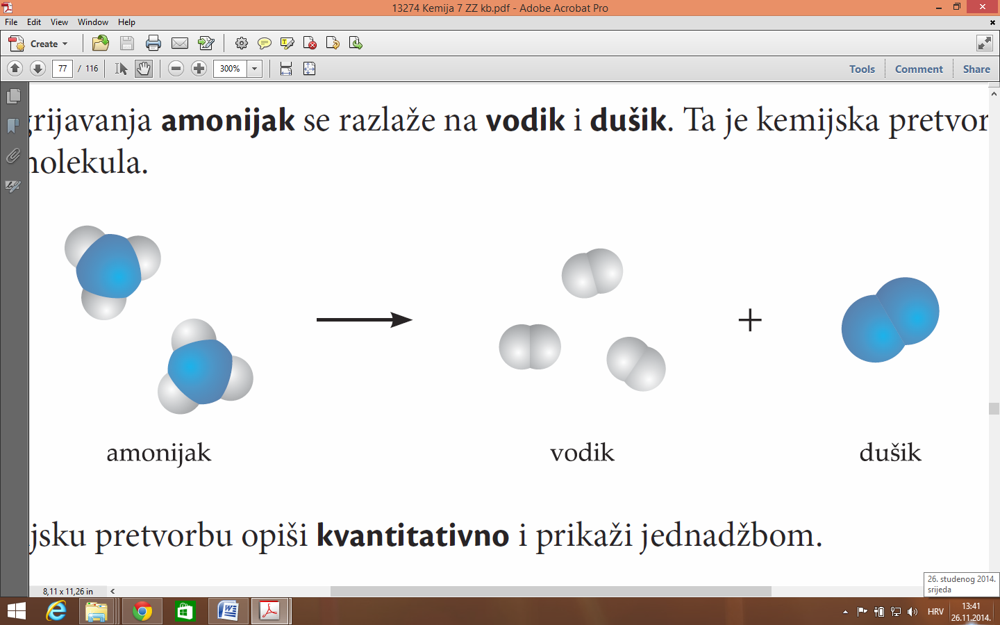 13274 Kemija 7 ZZ kb.pdf - Adobe Acrobat Pro
File Edit View Window Help
Create
77 / 116 300% Tools Comment Share
grijavanja amonijak se razlaže na vodik i dušik. Ta je kemijska pretvor
molekula.
+
amonijak vodik dušik
jsku pretvorbu opiši kvantitativno i prikaži jednadžbom.
26. studenog 2014.
srijeda
8,11 x 11,26 in
HRV 13:41
26.11.2014.